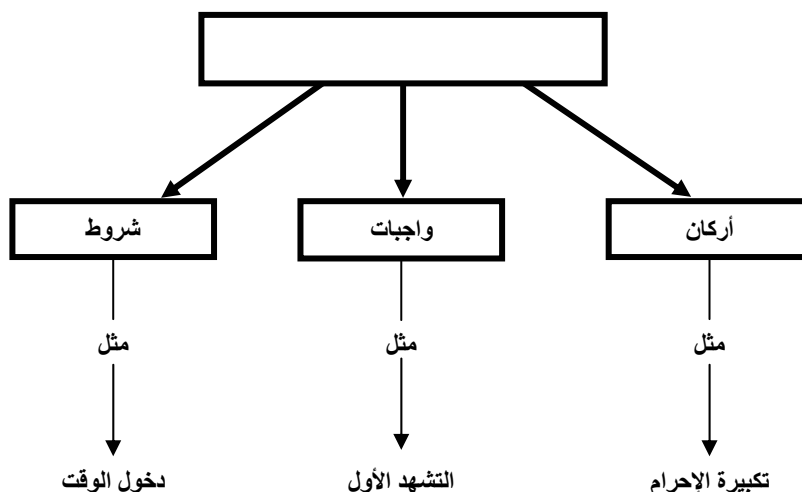 أركان
واجبات
شروط
مثل
مثل
مثل
تكبيرة الإحرام
التشهد الأول
دخول الوقت